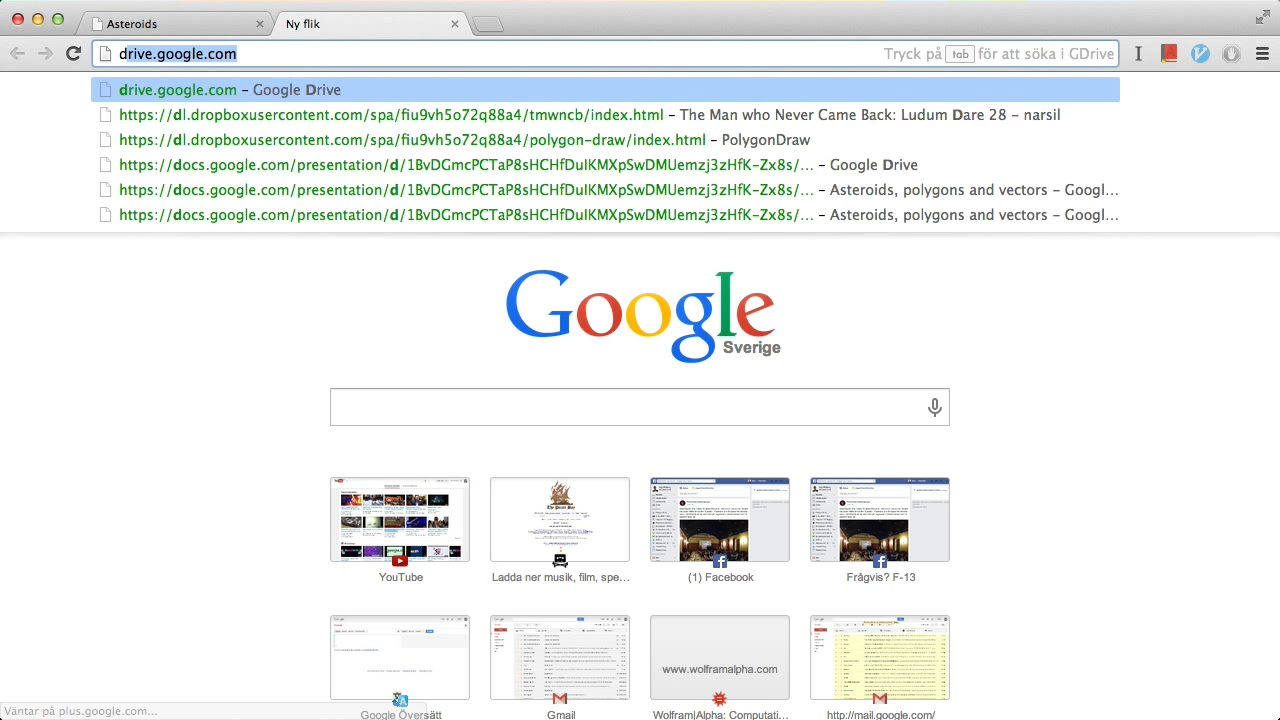 Asteroids
Ny flik
drive.google.com
Tryck på tab för att söka i GDrive
drive.google.com – Google Drive
https://dl.dropboxusercontent.com/spa/fiu9vh5o72q88a4/tmwncb/index.html – The Man who Never Came Back: Ludum Dare 28 – narsil
https://dl.dropboxusercontent.com/spa/fiu9vh5o72q88a4/polygon-draw/index.html – PolygonDraw
https://docs.google.com/presentation/d/1BvDGmcPCTaP8sHCHfDuIKMXpSwDMUemzj3zHfK-Zx8s/... – Google Drive
https://docs.google.com/presentation/d/1BvDGmcPCTaP8sHCHfDuIKMXpSwDMUemzj3zHfK-Zx8s/... – Asteroids, polygons and vectors – Googl...
https://docs.google.com/presentation/d/1BvDGmcPCTaP8sHCHfDuIKMXpSwDMUemzj3zHfK-Zx8s/... – Asteroids, polygons and vectors – Googl...
Google
Sverige
The Pirate Bay
YouTube
Ladda ner musik, film, spe...
(1) Facebook
Frågvis? F-13
www.wolframalpha.com
Google Översätt
Gmail
Wolfram|Alpha: Computati...
http://mail.google.com/
Väntar på plus.google.com...